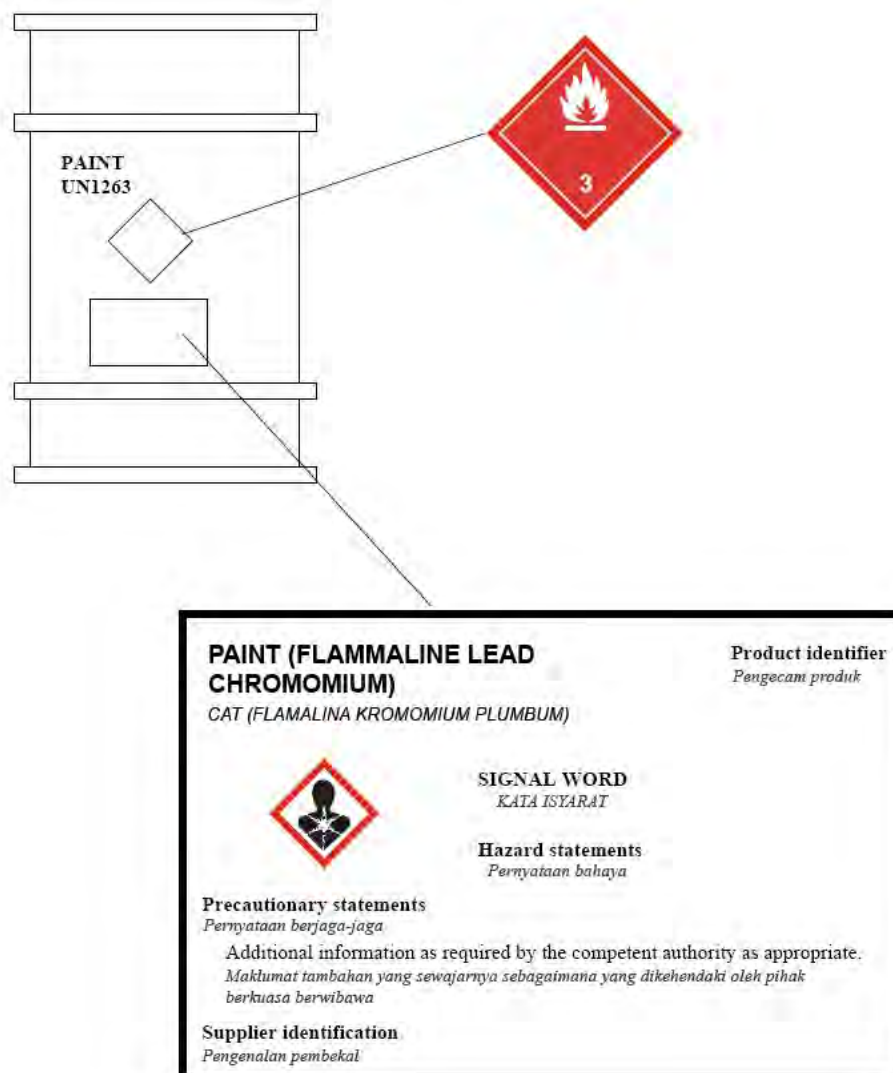 PAINT
UN1263
3
PAINT (FLAMMALINE LEAD
CHROMOMIUM)
CAT (FLAMALINA KROMOMIUM PLUMBUM)
Product identifier
Pengecam produk
SIGNAL WORD
KATA ISYARAT
Hazard statements
Pernyataan bahaya
Precautionary statements
Pernyataan berjaga-jaga
Additional information as required by the competent authority as appropriate.
Maklumat tambahan yang sewajarnya sebagaimana yang dikehendaki oleh pihak
berkuasa berwibawa
Supplier identification
Pengenalan pembekal